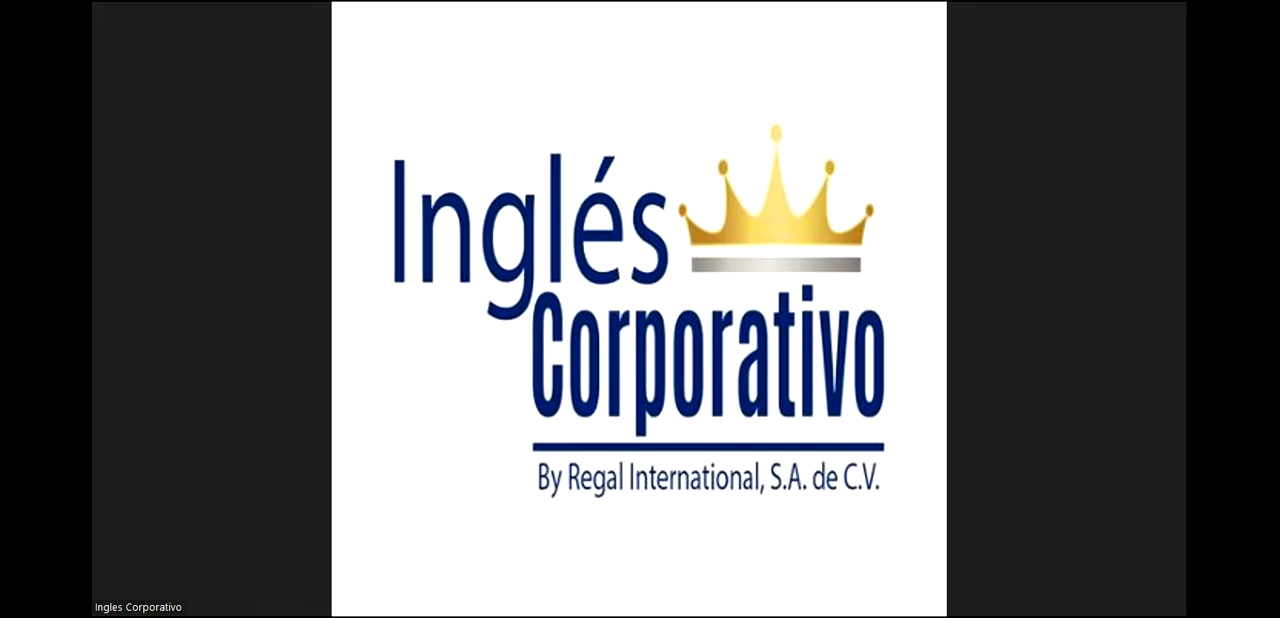 Inglés
Corporativo
By Regal International, S.A. de C.V.
Ingles Corporativo